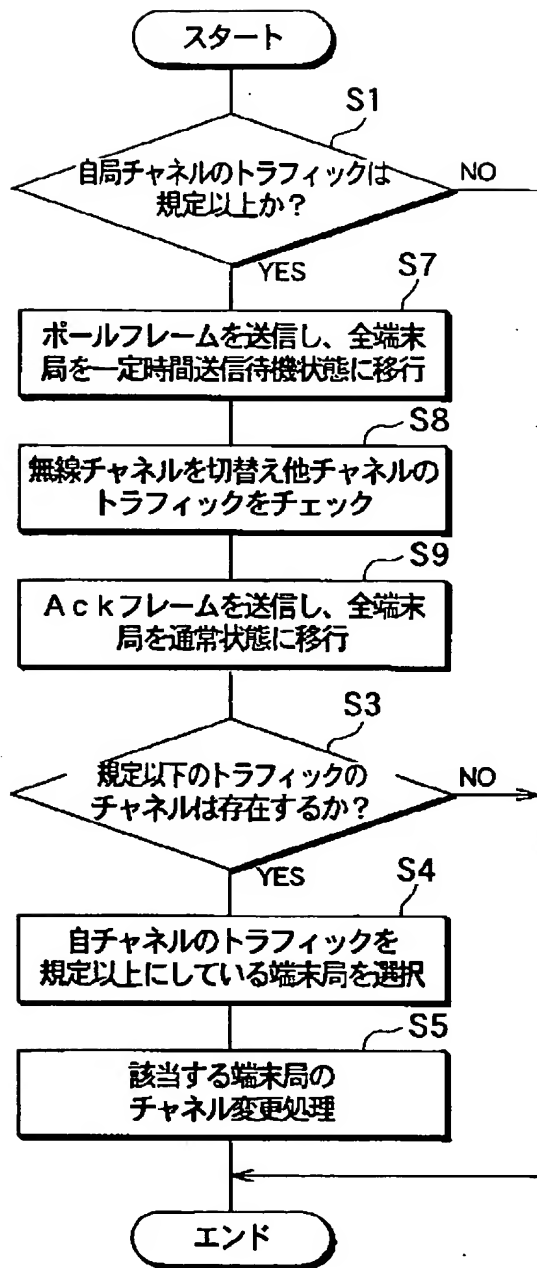 スタート
S1
自局チャネルのトラフィックは
規定以上か？
NO
YES
S7
ポールフレームを送信し、全端末
局を一定時間送信待機状態に移行
S8
無線チャネルを切替え他チャネルの
トラフィックをチェック
S9
Ａｃｋフレームを送信し、全端末
局を通常状態に移行
S3
規定以下のトラフィックの
チャネルは存在するか？
NO
YES
S4
自チャネルのトラフィックを
規定以上にしている端末局を選択
S5
該当する端末局の
チャネル変更処理
エンド